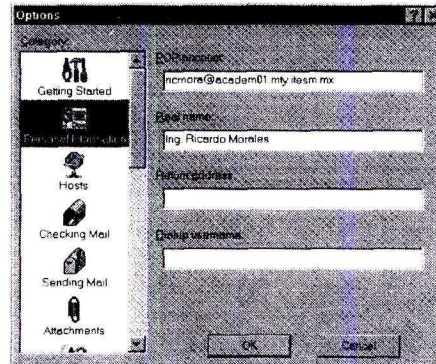 Options
Category:
Getting Started
Personal Information
Hosts
Checking Mail
Sending Mail
Attachments
POP account:
ricmora@academ01.mty.itesm.mx
Real name:
Ing. Ricardo Morales
Return address:
Dialup username:
OK
Cancel